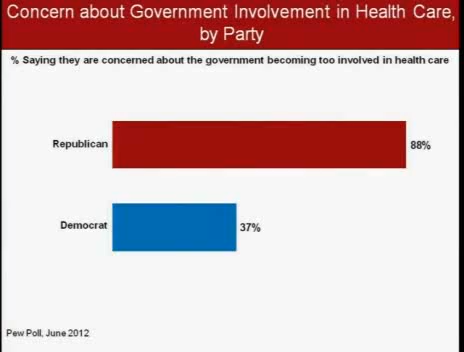 Concern about Government Involvement in Health Care,
by Party
% Saying they are concerned about the government becoming too involved in health care
Republican
88%
Democrat
37%
Pew Poll, June 2012